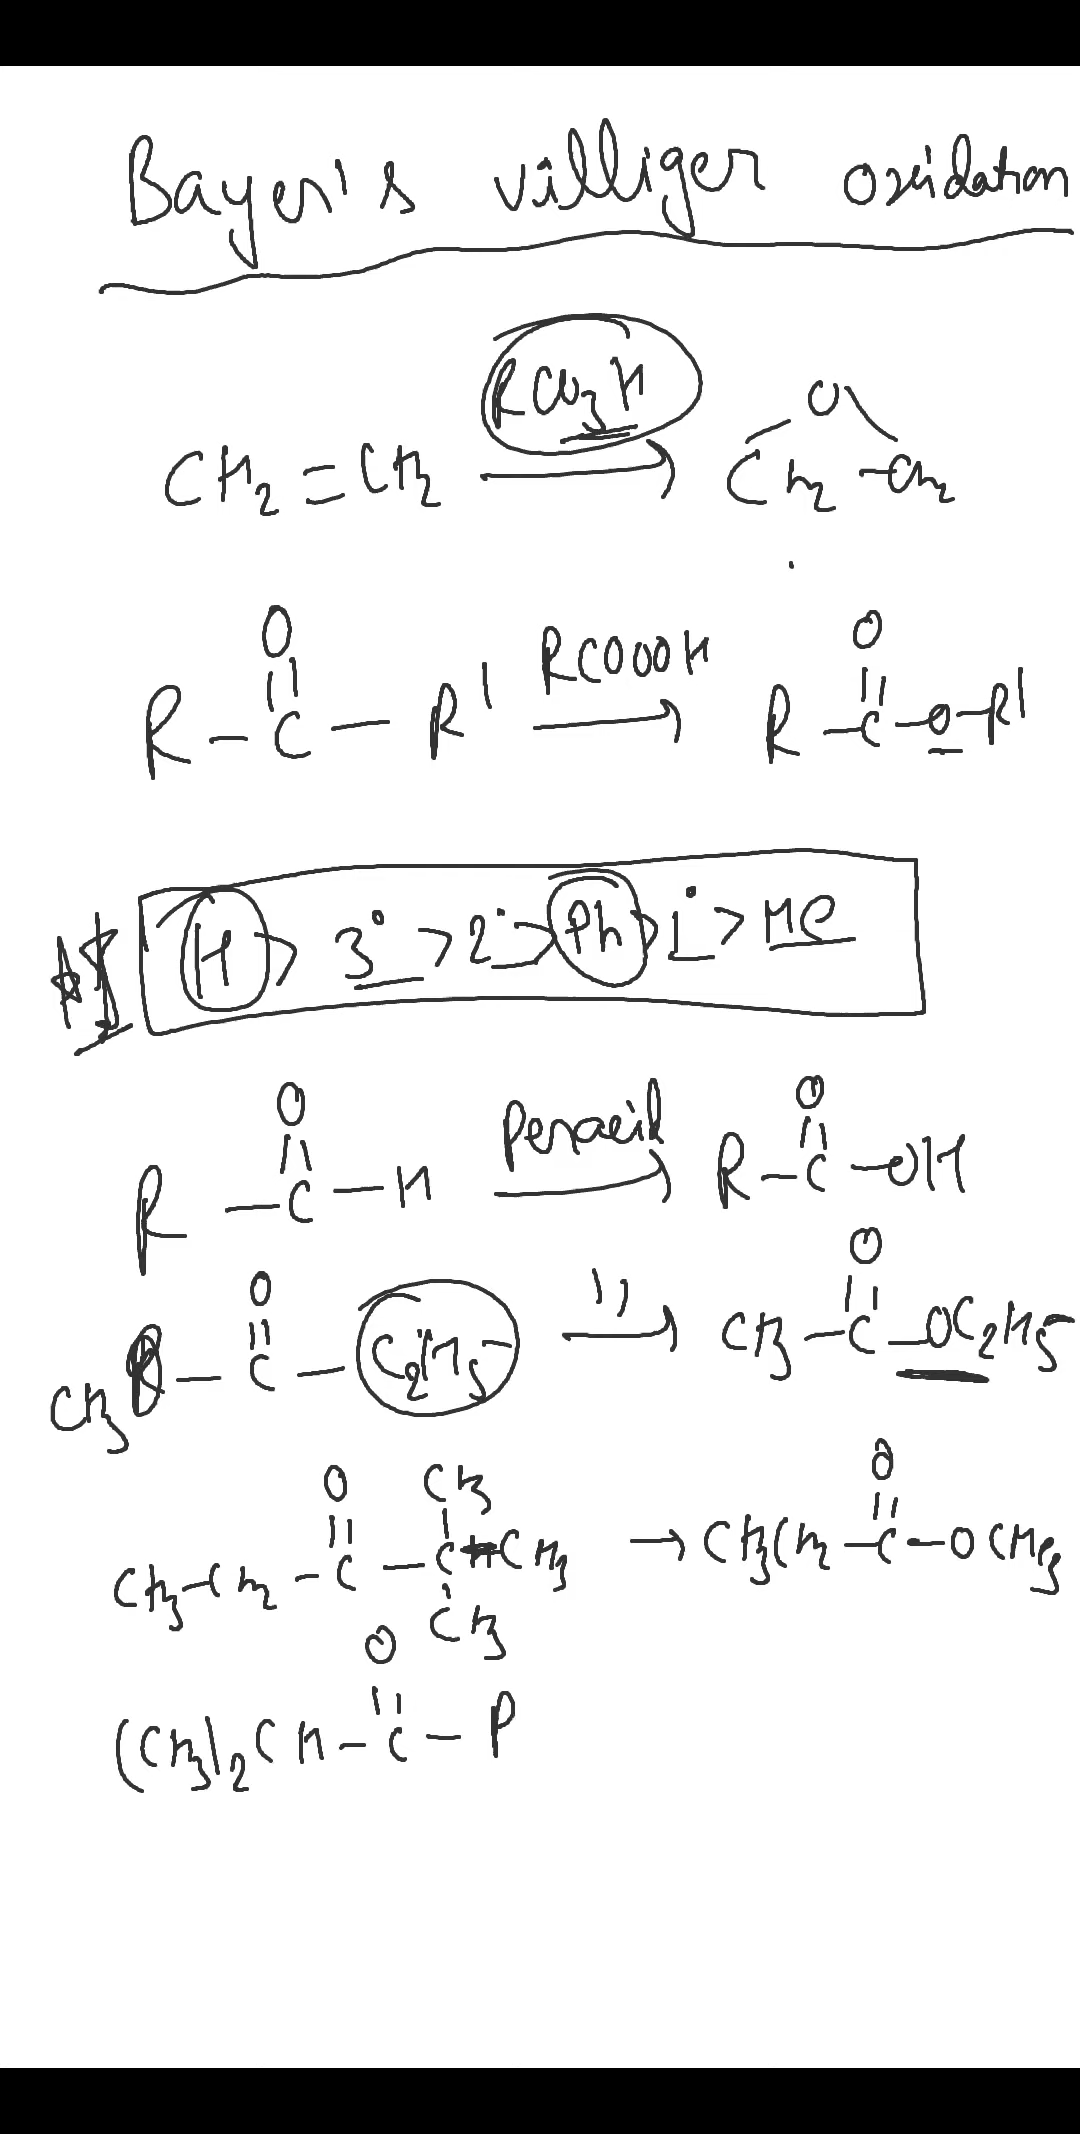 Bayer's villiger oxidation
RCO3H
CH2=CH2 → CH2-CH2
O
O O
R-C-R' RCOOOH → R-C-O-R'
H > 3° > 2° > Ph > 1° > Me
O O
R-C-H Peracid → R-C-OH
O O
CH3-C-C2H5 '' → CH3-C-OC2H5
O CH3 O
CH3-CH2-C-C-CH3 → CH3CH2-C-OCMe3
CH3
O
(CH3)2CH-C-P